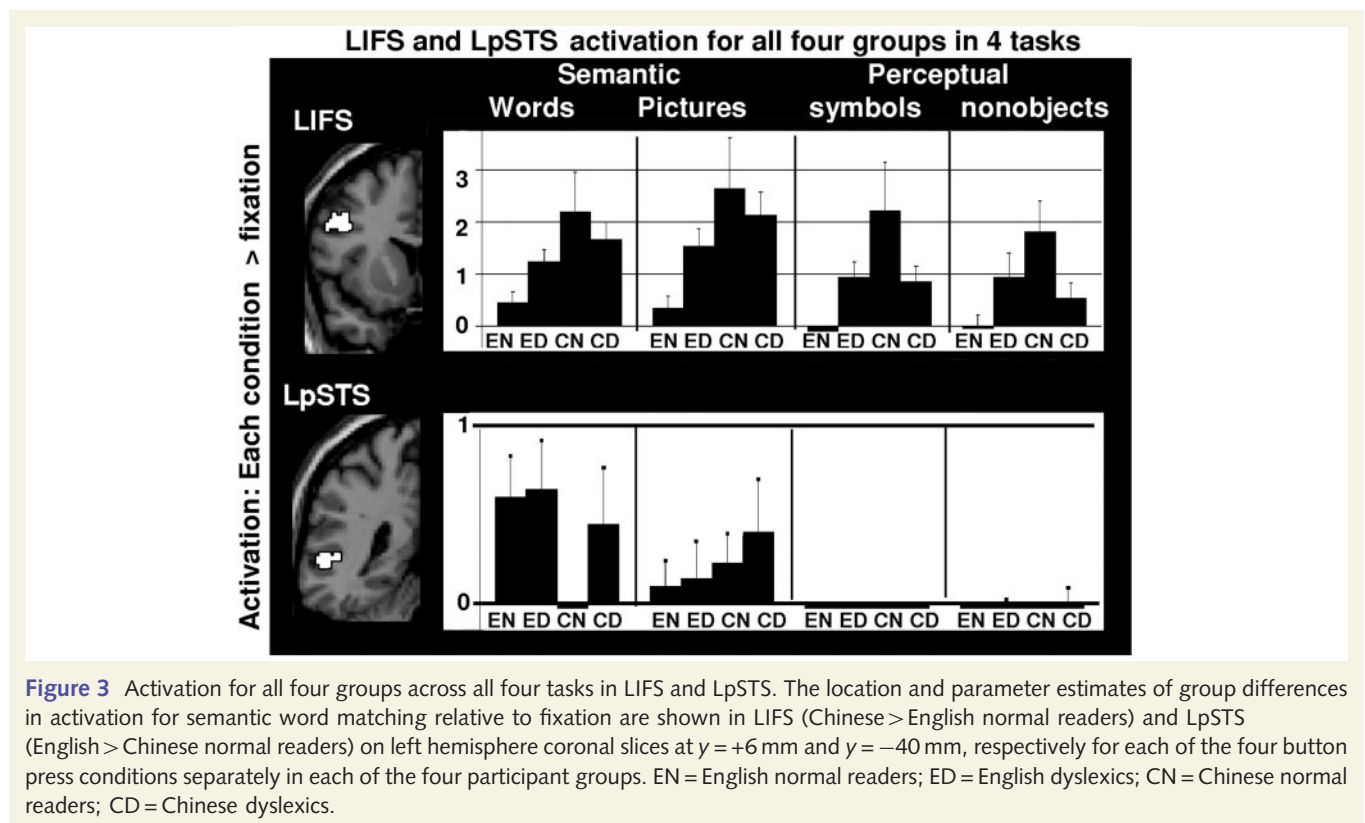 LIFS and LpSTS activation for all four groups in 4 tasks
Semantic Perceptual
Words Pictures symbols nonobjects
LIFS
Activation: Each condition > fixation
3
2
1
0
EN ED CN CD EN ED CN CD EN ED CN CD EN ED CN CD
LpSTS
1
0
EN ED CN CD EN ED CN CD EN ED CN CD EN ED CN CD
Figure 3 Activation for all four groups across all four tasks in LIFS and LpSTS. The location and parameter estimates of group differences
in activation for semantic word matching relative to fixation are shown in LIFS (Chinese > English normal readers) and LpSTS
(English > Chinese normal readers) on left hemisphere coronal slices at y = +6 mm and y = −40 mm, respectively for each of the four button
press conditions separately in each of the four participant groups. EN = English normal readers; ED = English dyslexics; CN = Chinese normal
readers; CD = Chinese dyslexics.